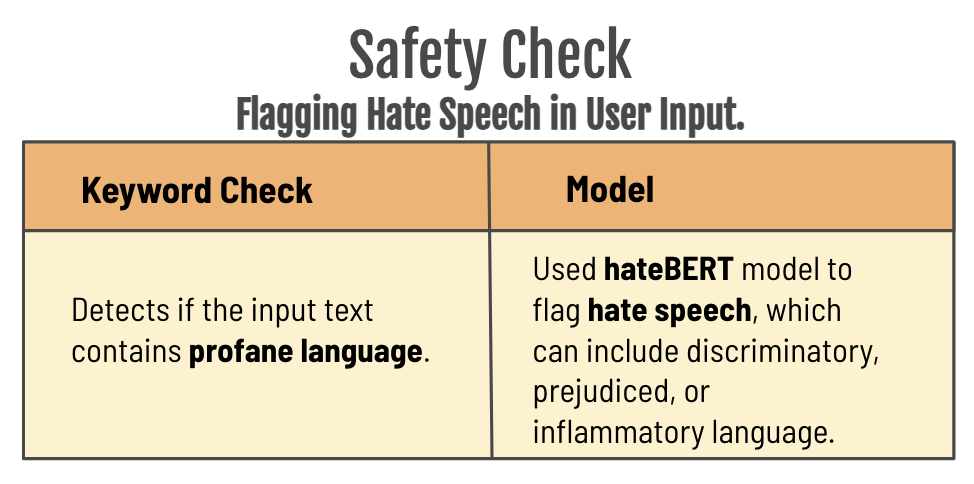 Safety Check
Flagging Hate Speech in User Input.
Keyword Check
Model
Detects if the input text
contains profane language.
Used hateBERT model to
flag hate speech, which
can include discriminatory,
prejudiced, or
inflammatory language.